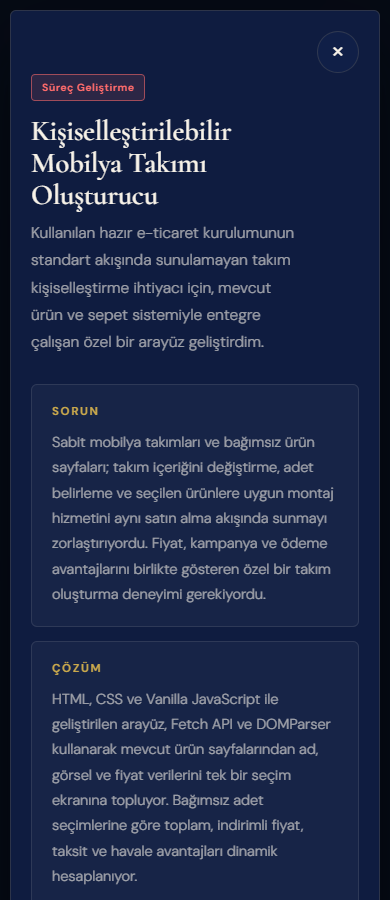 ×
Süreç Geliştirme
Kişiselleştirilebilir
Mobilya Takımı
Oluşturucu
Kullanılan hazır e-ticaret kurulumunun
standart akışında sunulamayan takım
kişiselleştirme ihtiyacı için, mevcut
ürün ve sepet sistemiyle entegre
çalışan özel bir arayüz geliştirdim.
SORUN
Sabit mobilya takımları ve bağımsız ürün
sayfaları; takım içeriğini değiştirme, adet
belirleme ve seçilen ürünlere uygun montaj
hizmetini aynı satın alma akışında sunmayı
zorlaştırıyordu. Fiyat, kampanya ve ödeme
avantajlarını birlikte gösteren özel bir takım
oluşturma deneyimi gerekiyordu.
ÇÖZÜM
HTML, CSS ve Vanilla JavaScript ile
geliştirilen arayüz, Fetch API ve DOMParser
kullanarak mevcut ürün sayfalarından ad,
görsel ve fiyat verilerini tek bir seçim
ekranına topluyor. Bağımsız adet
seçimlerine göre toplam, indirimli fiyat,
taksit ve havale avantajları dinamik
hesaplanıyor.